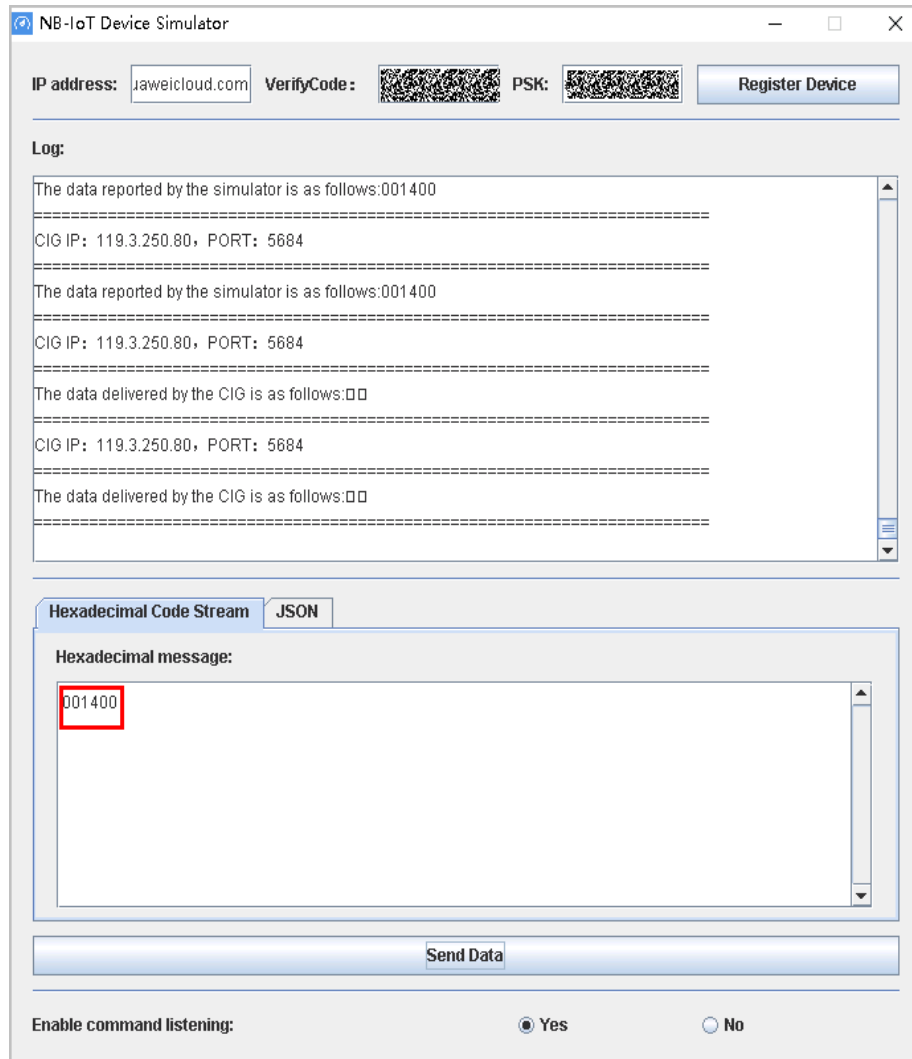 NB-IoT Device Simulator
IP address: uaweicloud.com VerifyCode: PSK: Register Device
Log:
The data reported by the simulator is as follows:001400
=========================================================================
CIG IP：119.3.250.80，PORT：5684
=========================================================================
The data reported by the simulator is as follows:001400
=========================================================================
CIG IP：119.3.250.80，PORT：5684
=========================================================================
The data delivered by the CIG is as follows:□□
=========================================================================
CIG IP：119.3.250.80，PORT：5684
=========================================================================
The data delivered by the CIG is as follows:□□
=========================================================================
Hexadecimal Code Stream JSON
Hexadecimal message:
001400
Send Data
Enable command listening: Yes No